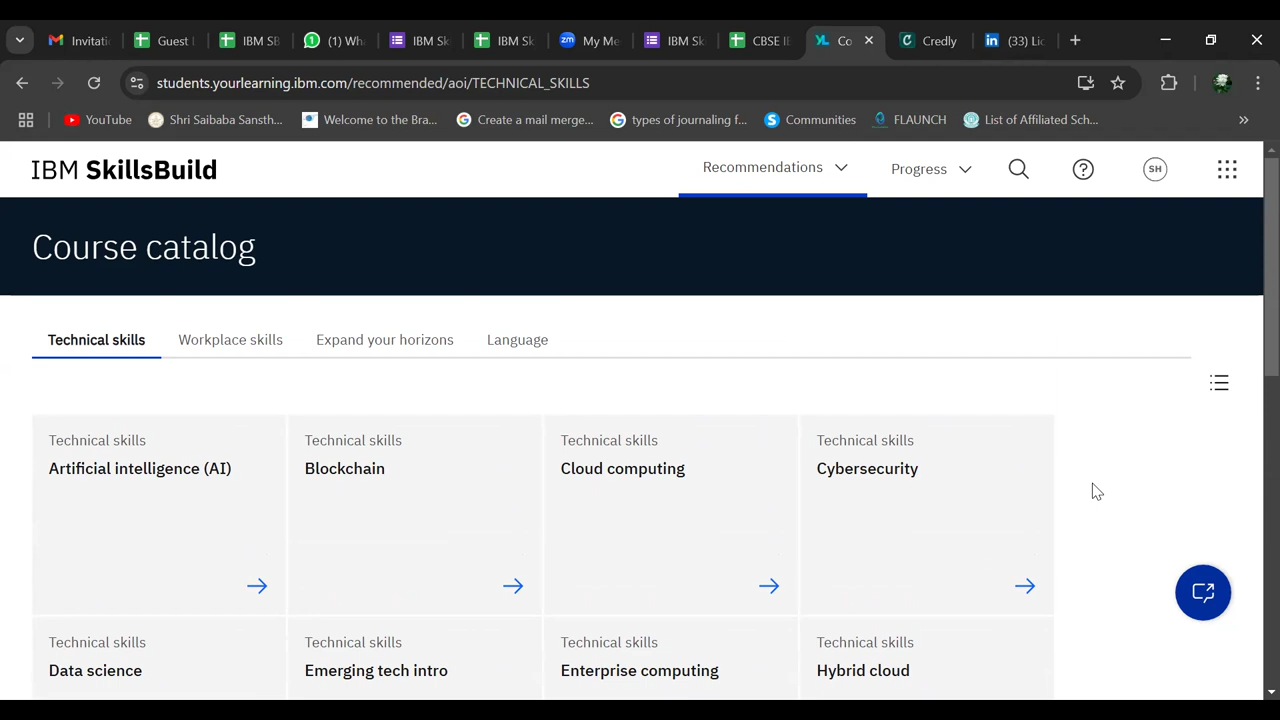 Invitatic
Guest
IBM SB
(1) Wha
IBM Sk
IBM Sk
My Me
IBM Sk
CBSE IE
Co
Credly
(33) Lic
students.yourlearning.ibm.com/recommended/aoi/TECHNICAL_SKILLS
YouTube
Shri Saibaba Sansth...
Welcome to the Bra...
Create a mail merge...
types of journaling f...
Communities
FLAUNCH
List of Affiliated Sch...
IBM SkillsBuild
Recommendations
Progress
SH
Course catalog
Technical skills
Workplace skills
Expand your horizons
Language
Technical skills
Artificial intelligence (AI)
Technical skills
Blockchain
Technical skills
Cloud computing
Technical skills
Cybersecurity
Technical skills
Data science
Technical skills
Emerging tech intro
Technical skills
Enterprise computing
Technical skills
Hybrid cloud